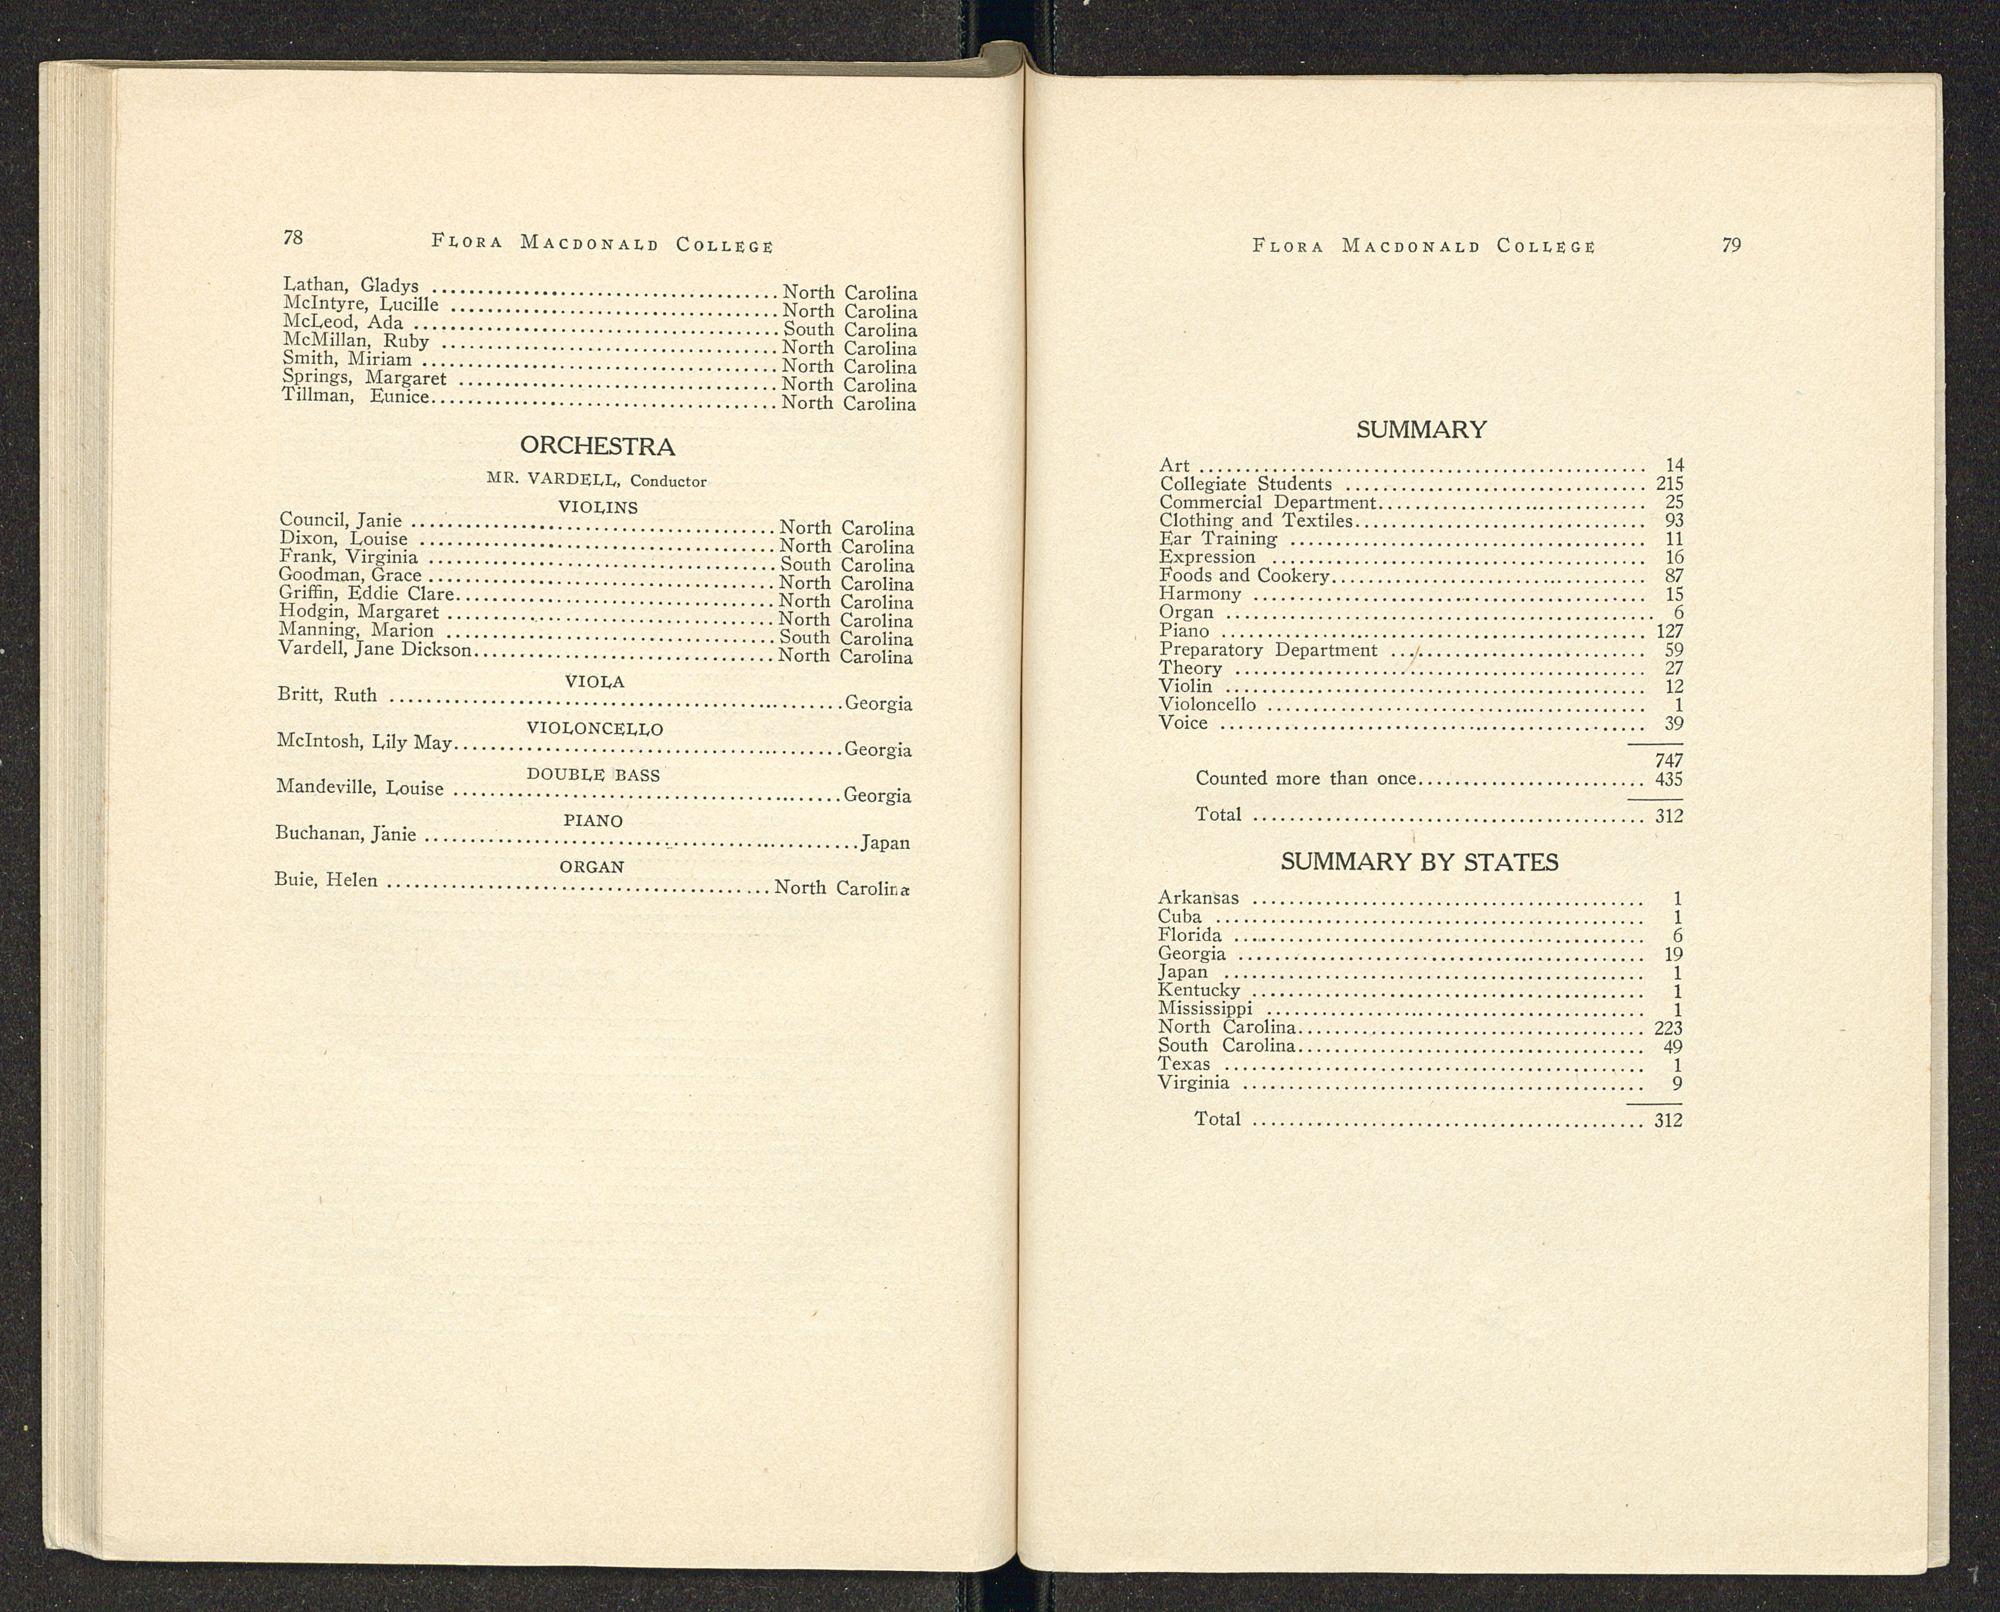 78 FLORA MACDONALD COLLEGE
Lathan, Gladys ........ North Carolina
McIntyre, Lucille ........ North Carolina
McLeod, Ada ........ South Carolina
McMillan, Ruby ........ North Carolina
Smith, Miriam ........ North Carolina
Springs, Margaret ........ North Carolina
Tillman, Eunice ........ North Carolina
ORCHESTRA
MR. VARDELL, Conductor
VIOLINS
Council, Janie ........ North Carolina
Dixon, Louise ........ North Carolina
Frank, Virginia ........ South Carolina
Goodman, Grace ........ North Carolina
Griffin, Eddie Clare ........ North Carolina
Hodgin, Margaret ........ North Carolina
Manning, Marion ........ South Carolina
Vardell, Jane Dickson ........ North Carolina
VIOLA
Britt, Ruth ........ Georgia
VIOLONCELLO
McIntosh, Lily May ........ Georgia
DOUBLE BASS
Mandeville, Louise ........ Georgia
PIANO
Buchanan, Janie ........ Japan
ORGAN
Buie, Helen ........ North Carolina
FLORA MACDONALD COLLEGE 79
SUMMARY
Art ........ 14
Collegiate Students ........ 215
Commercial Department ........ 25
Clothing and Textiles ........ 93
Ear Training ........ 11
Expression ........ 16
Foods and Cookery ........ 87
Harmony ........ 15
Organ ........ 6
Piano ........ 127
Preparatory Department ........ 59
Theory ........ 27
Violin ........ 12
Violoncello ........ 1
Voice ........ 39
747
Counted more than once ........ 435
Total ........ 312
SUMMARY BY STATES
Arkansas ........ 1
Cuba ........ 1
Florida ........ 6
Georgia ........ 19
Japan ........ 1
Kentucky ........ 1
Mississippi ........ 1
North Carolina ........ 223
South Carolina ........ 49
Texas ........ 1
Virginia ........ 9
Total ........ 312